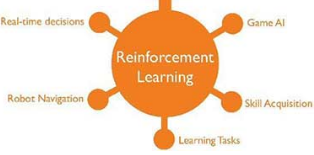 Real-time decisions
Game AI
Reinforcement
Learning
Robot Navigation
Skill Acquisition
Learning Tasks